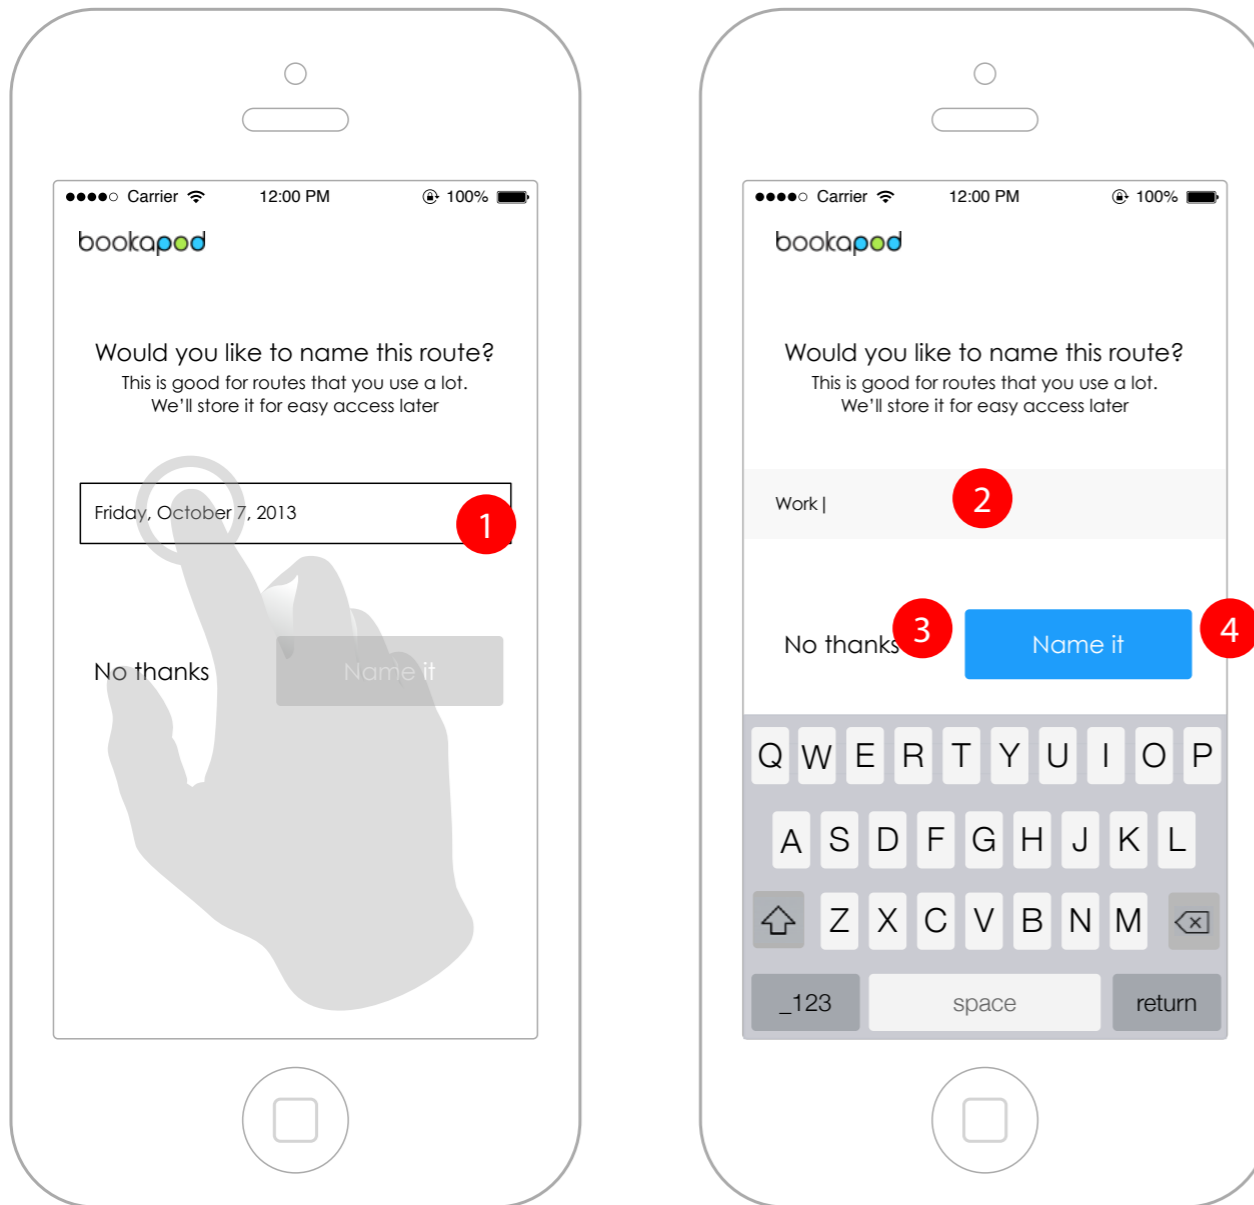 Carrier 12:00 PM 100%
bookapod
Would you like to name this route?
This is good for routes that you use a lot.
We'll store it for easy access later
Friday, October 7, 2013
1
No thanks
Name it
Carrier 12:00 PM 100%
bookapod
Would you like to name this route?
This is good for routes that you use a lot.
We'll store it for easy access later
Work|
2
No thanks
3
Name it
4
Q W E R T Y U I O P
A S D F G H J K L
Z X C V B N M
_123 space return